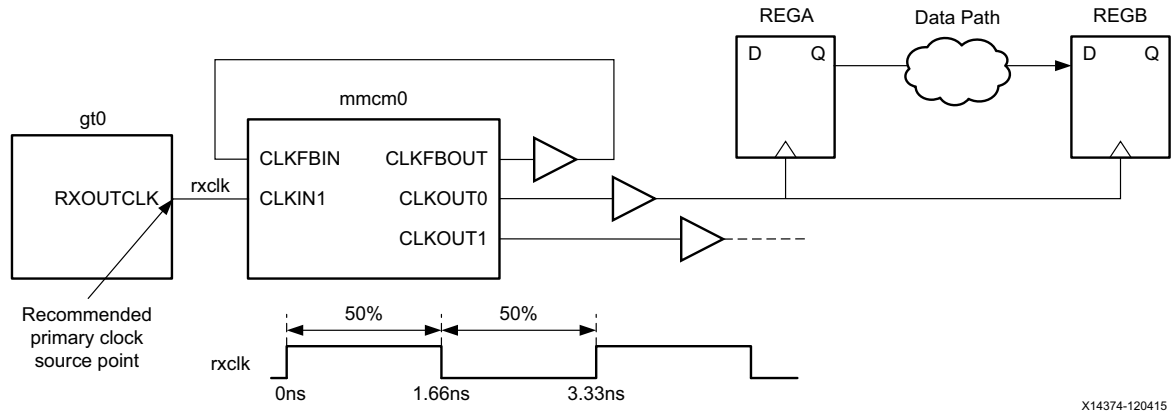 REGA
Data Path
REGB
D
Q
D
Q
mmcm0
gt0
CLKFBIN
CLKFBOUT
RXOUTCLK
rxclk
CLKIN1
CLKOUT0
CLKOUT1
Recommended
primary clock
source point
50%
50%
rxclk
0ns
1.66ns
3.33ns
X14374-120415